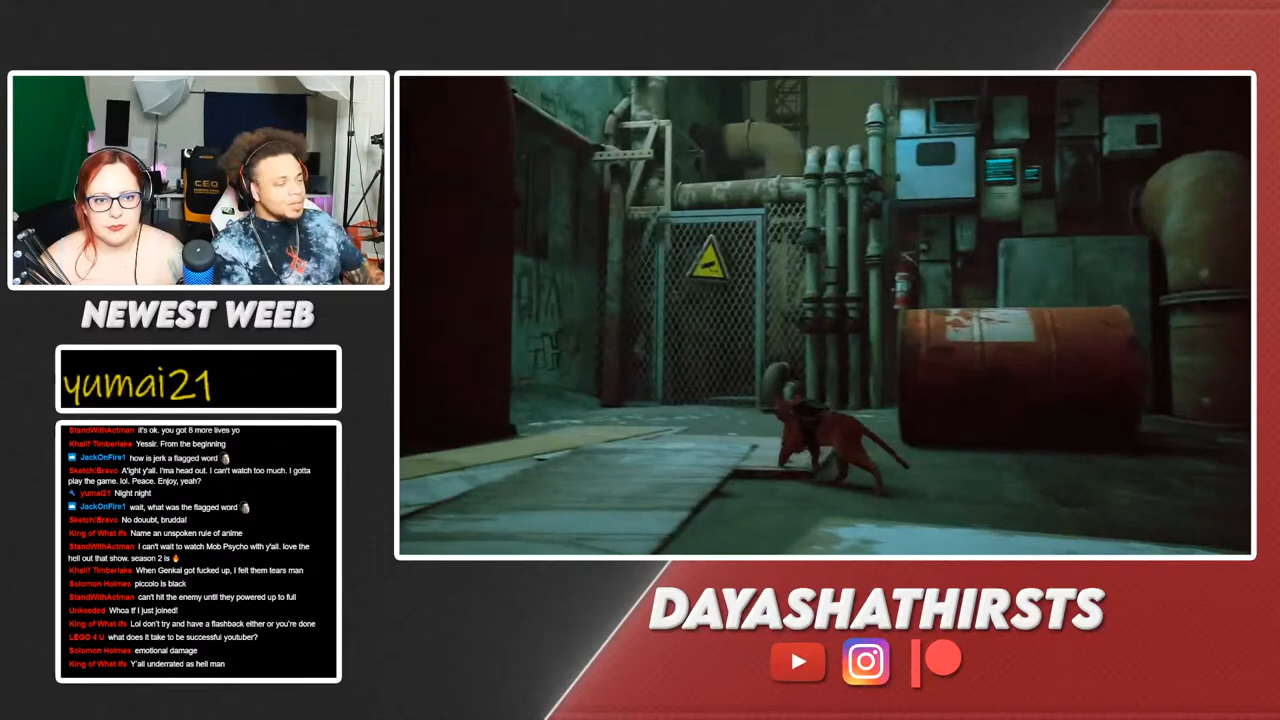 CEO
NEWEST WEEB
yumai21
StandWithActman it's ok. you got 8 more lives yo
Khalif Timberlake Yessir. From the beginning
JackOnFire1 how is jerk a flagged word
Sketch!Bravo A'ight y'all. I'ma head out. I can't watch too much. I gotta
play the game. lol. Peace. Enjoy, yeah?
yumai21 Night night
JackOnFire1 wait, what was the flagged word
Sketch!Bravo No douubt, brudda!
King of What Ifs Name an unspoken rule of anime
StandWithActman I can't wait to watch Mob Psycho with y'all. love the
hell out that show. season 2 is
Khalif Timberlake When Genkai got fucked up, I felt them tears man
Solomon Holmes piccolo is black
StandWithActman can't hit the enemy until they powered up to full
Unkeeded Whoa tf I just joined!
King of What Ifs Lol don't try and have a flashback either or you're done
LEGO 4 U what does it take to be successful youtuber?
Solomon Holmes emotional damage
King of What Ifs Y'all underrated as hell man
DAYASHATHIRSTS